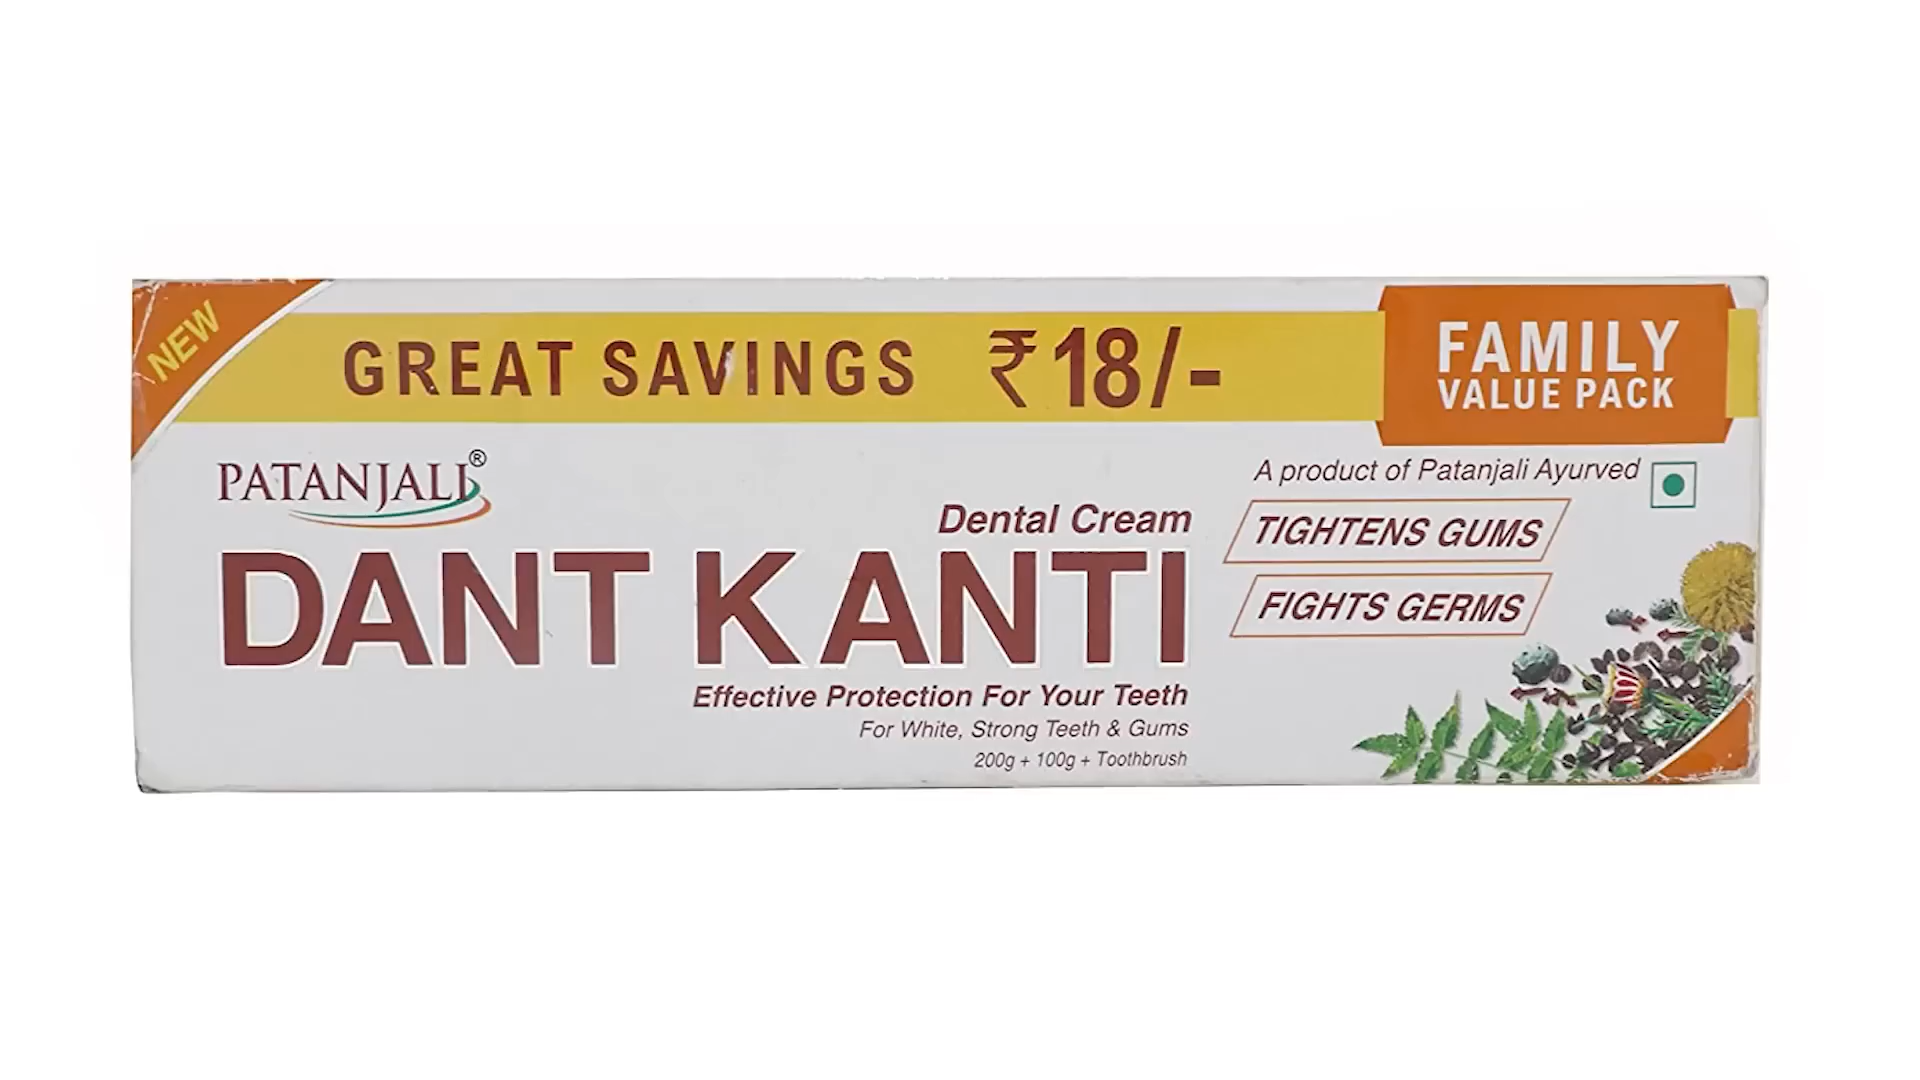 NEW
GREAT SAVINGS ₹18/-
FAMILY
VALUE PACK
PATANJALI®
A product of Patanjali Ayurved
Dental Cream
TIGHTENS GUMS
DANT KANTI
FIGHTS GERMS
Effective Protection For Your Teeth
For White, Strong Teeth & Gums
200g + 100g + Toothbrush